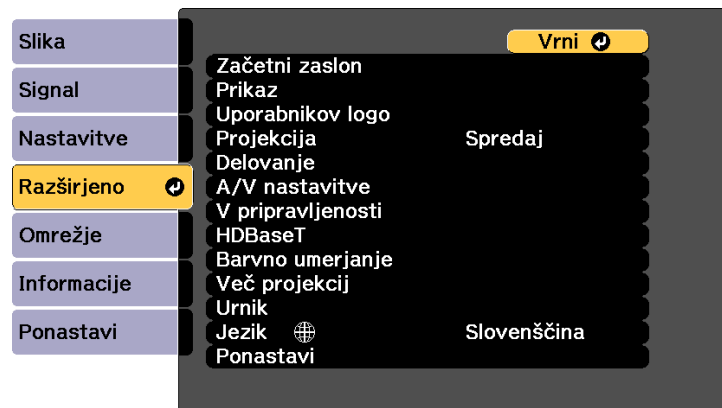 Slika
Signal
Nastavitve
Razširjeno
Omrežje
Informacije
Ponastavi
Vrni
Začetni zaslon
Prikaz
Uporabnikov logo
Projekcija Spredaj
Delovanje
A/V nastavitve
V pripravljenosti
HDBaseT
Barvno umerjanje
Več projekcij
Urnik
Jezik Slovenščina
Ponastavi